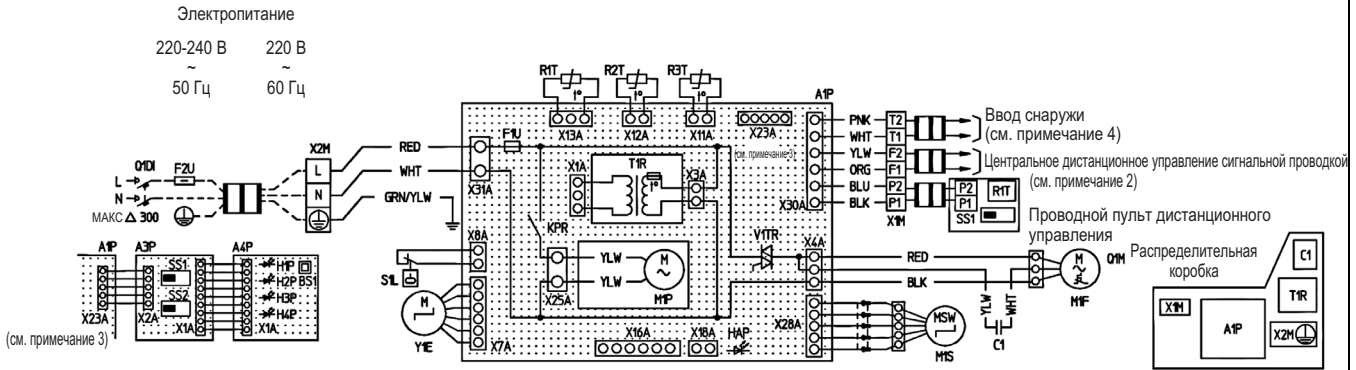 Электропитание
220-240 В 220 В
~ ~
50 Гц 60 Гц
Q1DI F2U X2M
L L
N N
МАКС △ 300
RED
WHT
GRN/YLW
R1T R2T R3T
t° t° t°
X13A X12A X11A X23A
A1P
(см. примечание 3)
F1U
X31A
X1A T1R X3A
t°
KPR
X8A
S1L
YLW
YLW
M
~
M1P
X25A
V1TR
X4A
X30A
X28A
M
Y1E
X7A
X16A X18A HAP
PNK T2
WHT T1
YLW F2
ORG F1
BLU P2
BLK P1
X1M
Ввод снаружи
(см. примечание 4)
Центральное дистанционное управление сигнальной проводкой
(см. примечание 2)
P2
P1
R1T
SS1
Проводной пульт дистанционного
управления
RED
BLK
YLW
WHT
C1
M
~
Q1M
M1F
MSW
M1S
Распределительная
коробка
C1
T1R
X1M
A1P
X2M
A1P A3P A4P
SS1
SS2
X23A X2A X1A X1A
H1P
H2P BS1
H3P
H4P
(см. примечание 3)